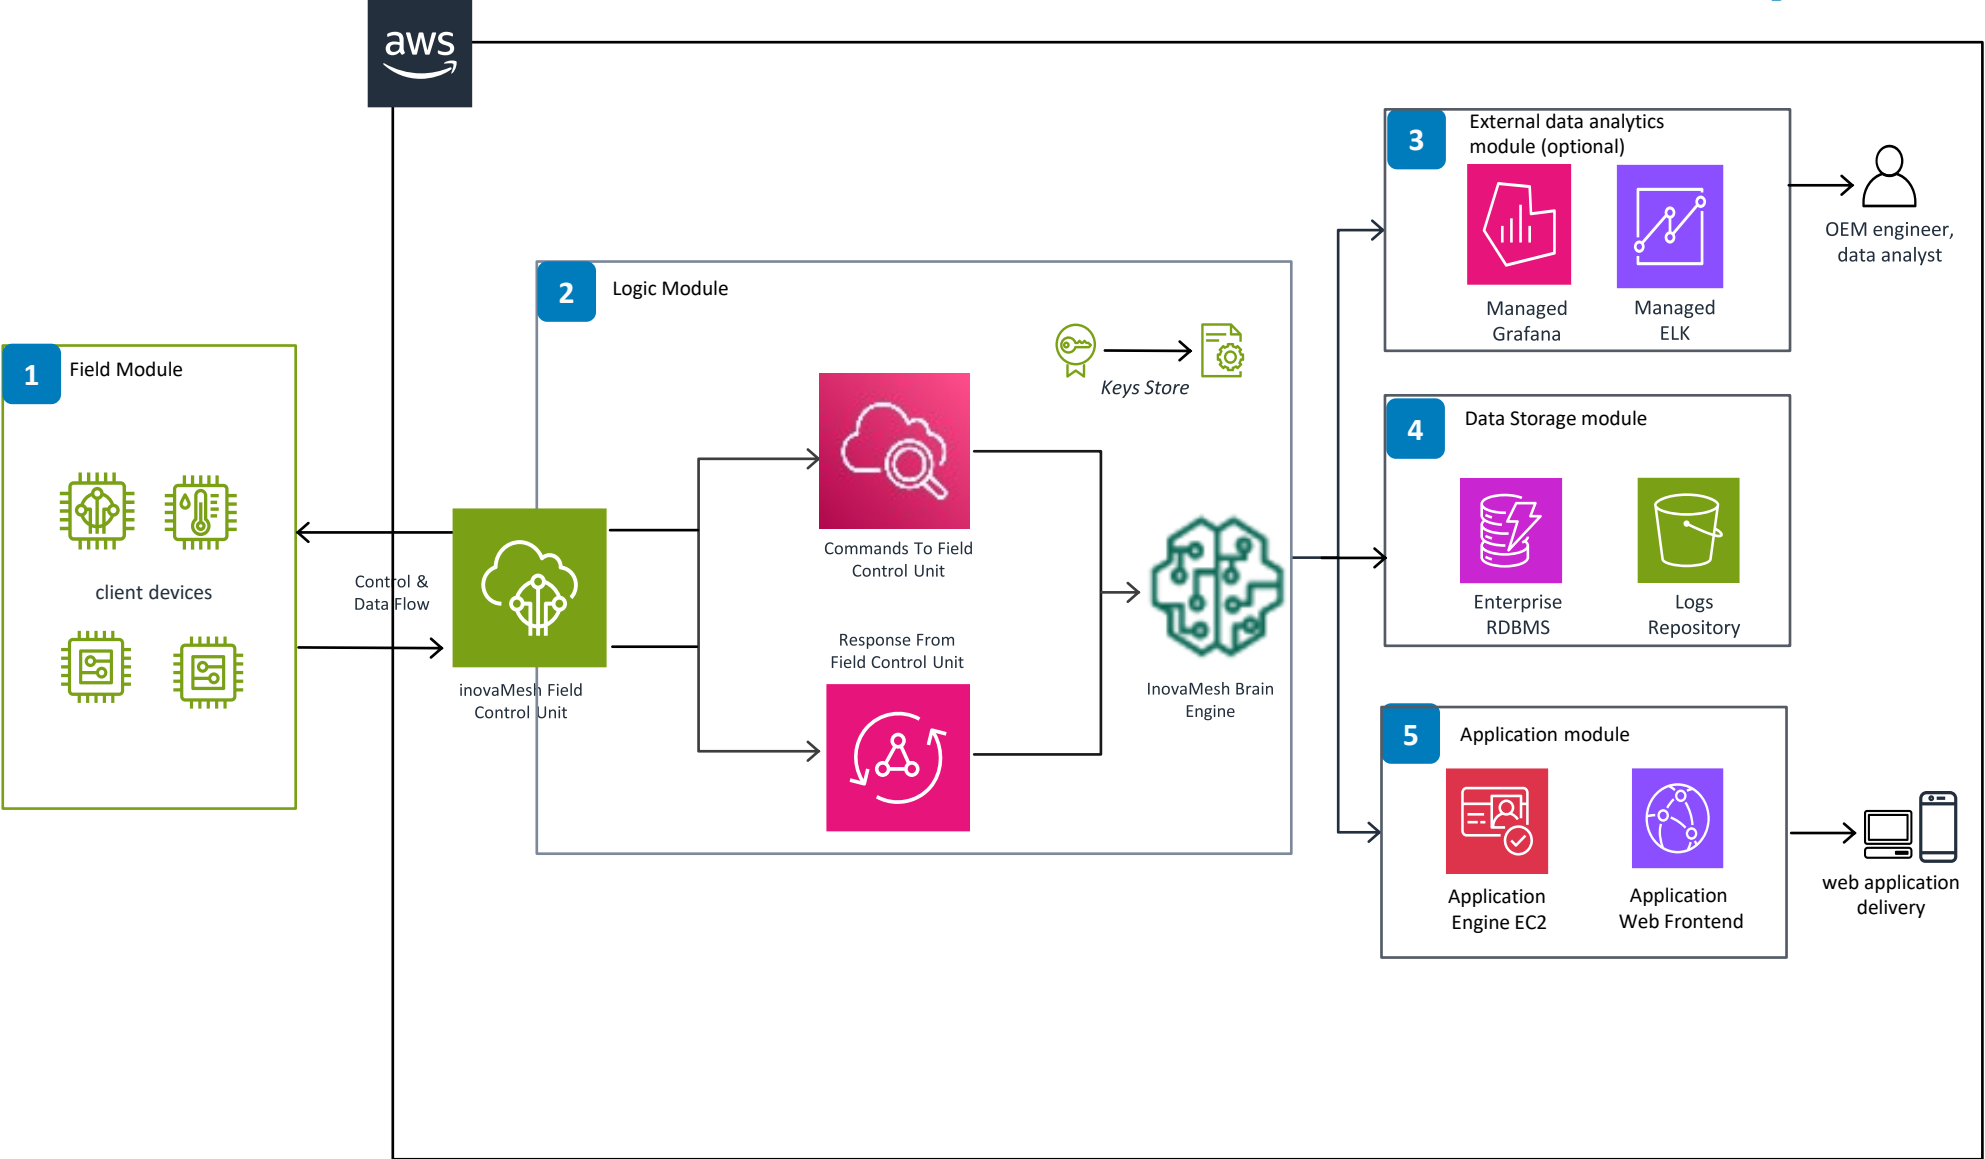 aws
1
Field Module
client devices
Control &
Data Flow
2
Logic Module
Keys Store
inovaMesh Field
Control Unit
Commands To Field
Control Unit
Response From
Field Control Unit
InovaMesh Brain
Engine
3
External data analytics
module (optional)
Managed
Grafana
Managed
ELK
OEM engineer,
data analyst
4
Data Storage module
Enterprise
RDBMS
Logs
Repository
5
Application module
Application
Engine EC2
Application
Web Frontend
web application
delivery